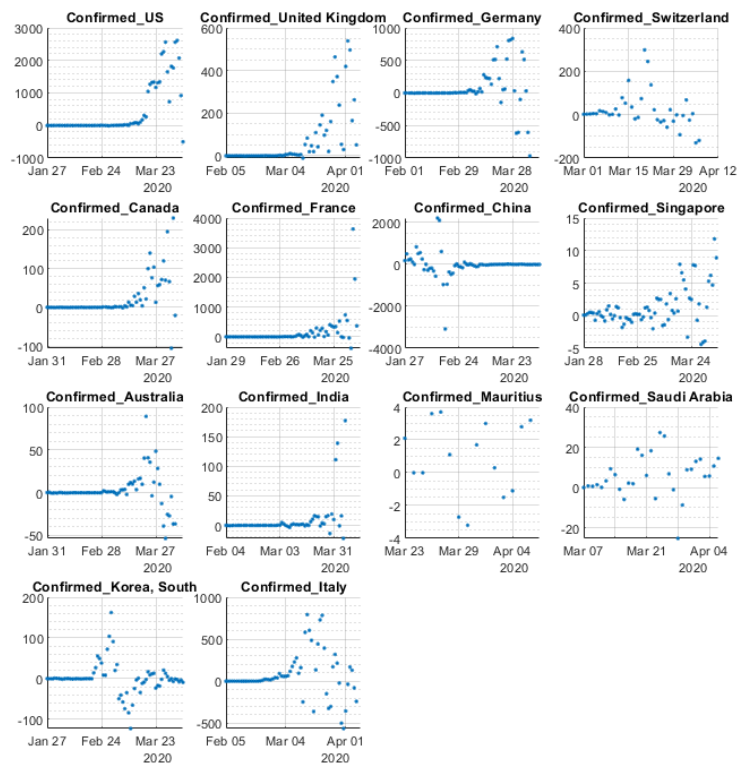 Confirmed_US
3000
2000
1000
0
-1000
Jan 27
Feb 24
Mar 23
2020
Confirmed_United Kingdom
600
400
200
0
Feb 05
Mar 04
Apr 01
2020
Confirmed_Germany
1000
500
0
-500
-1000
Feb 01
Feb 29
Mar 28
2020
Confirmed_Switzerland
400
200
0
-200
Mar 01
Mar 15
Mar 29
Apr 12
2020
Confirmed_Canada
200
100
0
-100
Jan 31
Feb 28
Mar 27
2020
Confirmed_France
4000
3000
2000
1000
0
Jan 29
Feb 26
Mar 25
2020
Confirmed_China
2000
0
-2000
-4000
Jan 27
Feb 24
Mar 23
2020
Confirmed_Singapore
15
10
5
0
-5
Jan 28
Feb 25
Mar 24
2020
Confirmed_Australia
100
50
0
-50
Jan 31
Feb 28
Mar 27
2020
Confirmed_India
200
150
100
50
0
Feb 04
Mar 03
Mar 31
2020
Confirmed_Mauritius
4
2
0
-2
-4
Mar 23
Mar 29
Apr 04
2020
Confirmed_Saudi Arabia
40
20
0
-20
Mar 07
Mar 21
Apr 04
2020
Confirmed_Korea, South
200
100
0
-100
Jan 27
Feb 24
Mar 23
2020
Confirmed_Italy
1000
500
0
-500
Feb 05
Mar 04
Apr 01
2020